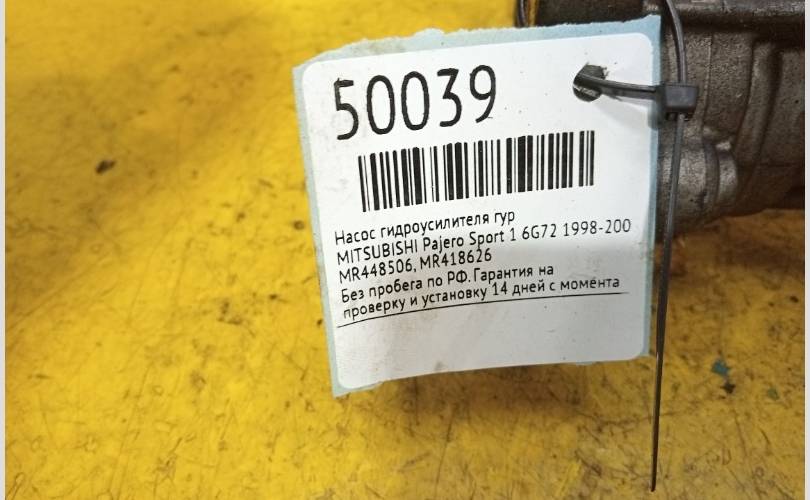 50039
Насос гидроусилителя гур
MITSUBISHI Pajero Sport 1 6G72 1998-200
MR448506, MR418626
Без пробега по РФ. Гарантия на
проверку и установку 14 дней с момента